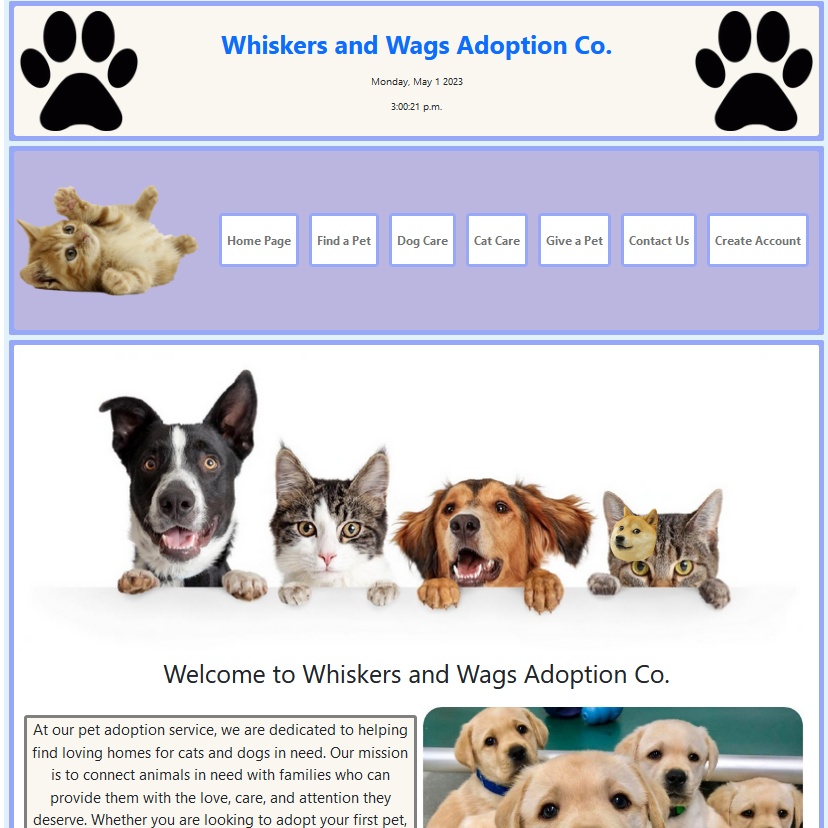 Whiskers and Wags Adoption Co.
Monday, May 1 2023
3:00:21 p.m.
Home Page
Find a Pet
Dog Care
Cat Care
Give a Pet
Contact Us
Create Account
Welcome to Whiskers and Wags Adoption Co.
At our pet adoption service, we are dedicated to helping
find loving homes for cats and dogs in need. Our mission
is to connect animals in need with families who can
provide them with the love, care, and attention they
deserve. Whether you are looking to adopt your first pet,